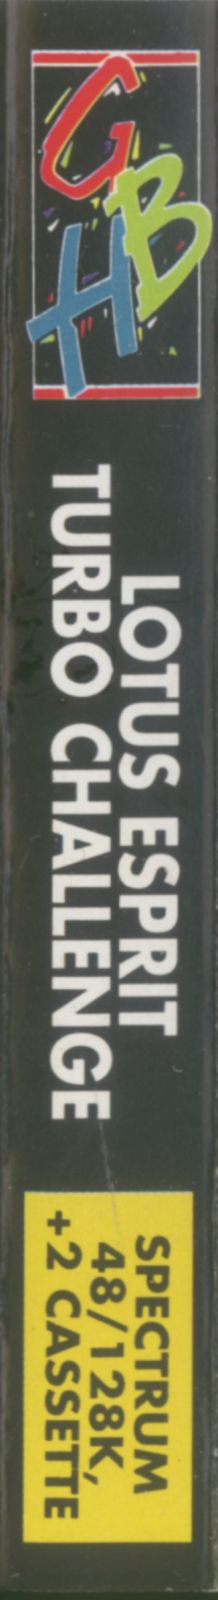 GBH
LOTUS ESPRIT
TURBO CHALLENGE
SPECTRUM
48/128K,
+2 CASSETTE